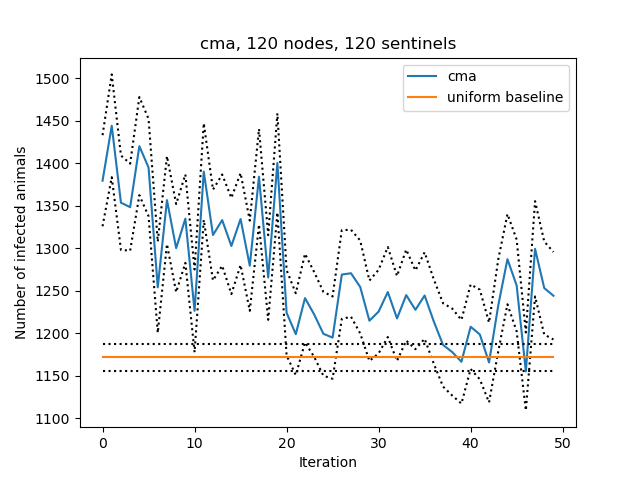 cma, 120 nodes, 120 sentinels
cma
uniform baseline
Number of infected animals
1500
1450
1400
1350
1300
1250
1200
1150
1100
0 10 20 30 40 50
Iteration